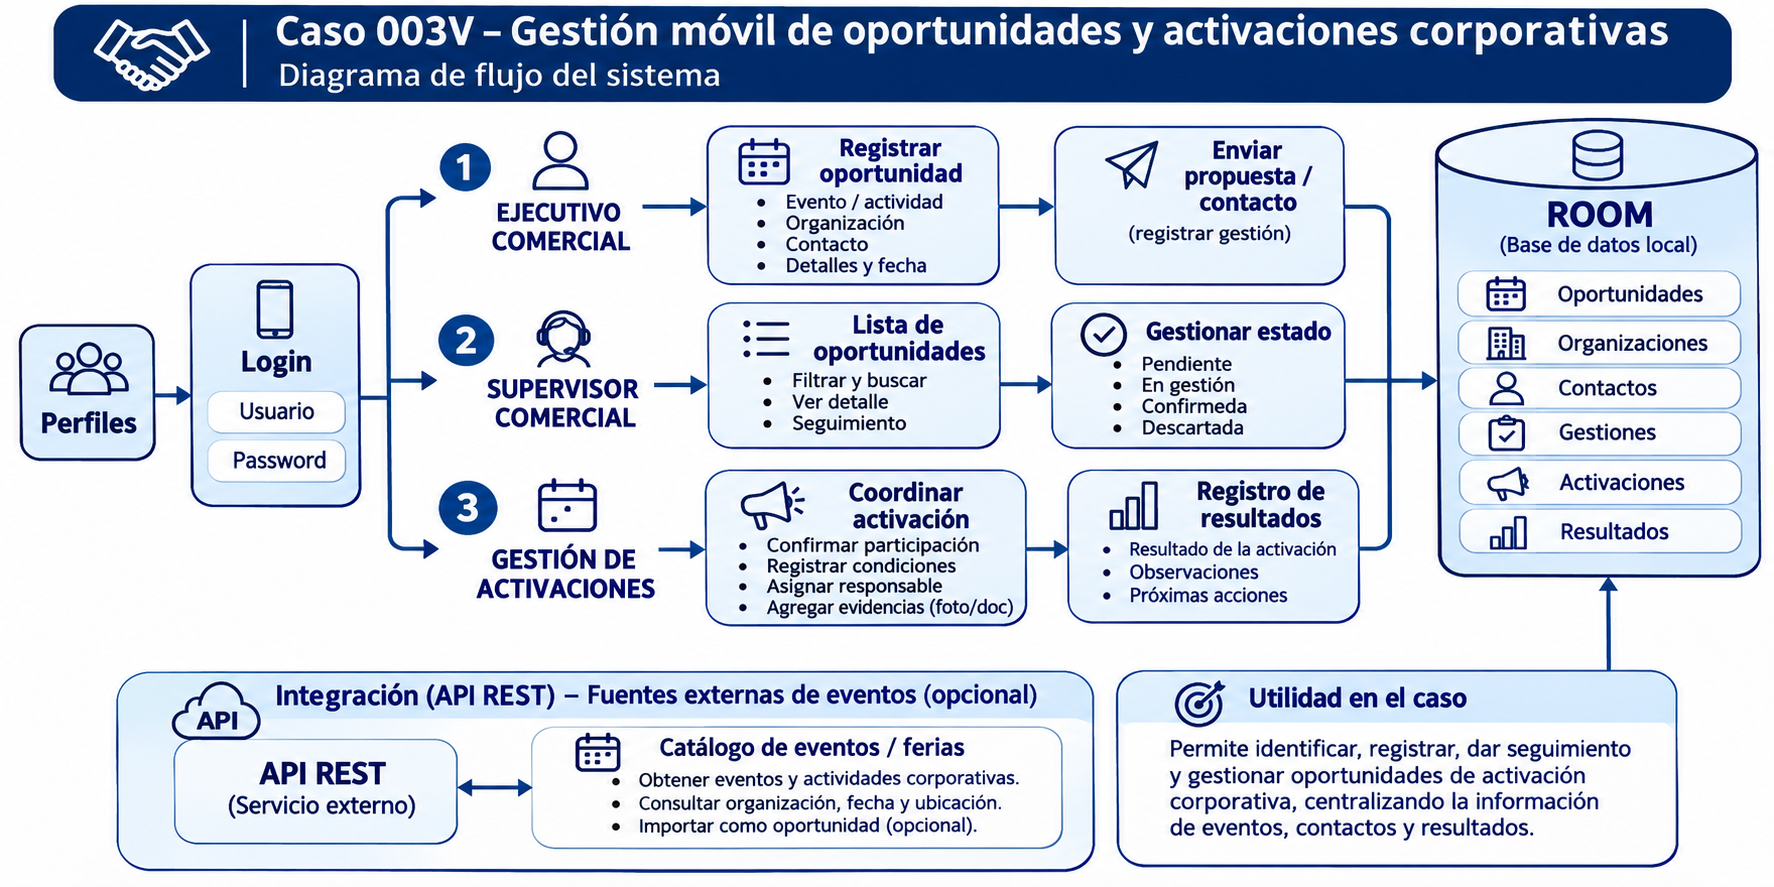 Caso 003V – Gestión móvil de oportunidades y activaciones corporativas
Diagrama de flujo del sistema
Perfiles
Login
Usuario
Password
1
EJECUTIVO
COMERCIAL
Registrar
oportunidad
• Evento / actividad
• Organización
• Contacto
• Detalles y fecha
Enviar
propuesta /
contacto
(registrar gestión)
2
SUPERVISOR
COMERCIAL
Lista de
oportunidades
• Filtrar y buscar
• Ver detalle
• Seguimiento
Gestionar estado
• Pendiente
• En gestión
• Confirmeda
• Descartada
3
GESTIÓN DE
ACTIVACIONES
Coordinar
activación
• Confirmar participación
• Registrar condiciones
• Asignar responsable
• Agregar evidencias (foto/doc)
Registro de
resultados
• Resultado de la activación
• Observaciones
• Próximas acciones
ROOM
(Base de datos local)
Oportunidades
Organizaciones
Contactos
Gestiones
Activaciones
Resultados
API
Integración (API REST) – Fuentes externas de eventos (opcional)
API REST
(Servicio externo)
Catálogo de eventos / ferias
• Obtener eventos y actividades corporativas.
• Consultar organización, fecha y ubicación.
• Importar como oportunidad (opcional).
Utilidad en el caso
Permite identificar, registrar, dar seguimiento
y gestionar oportunidades de activación
corporativa, centralizando la información
de eventos, contactos y resultados.